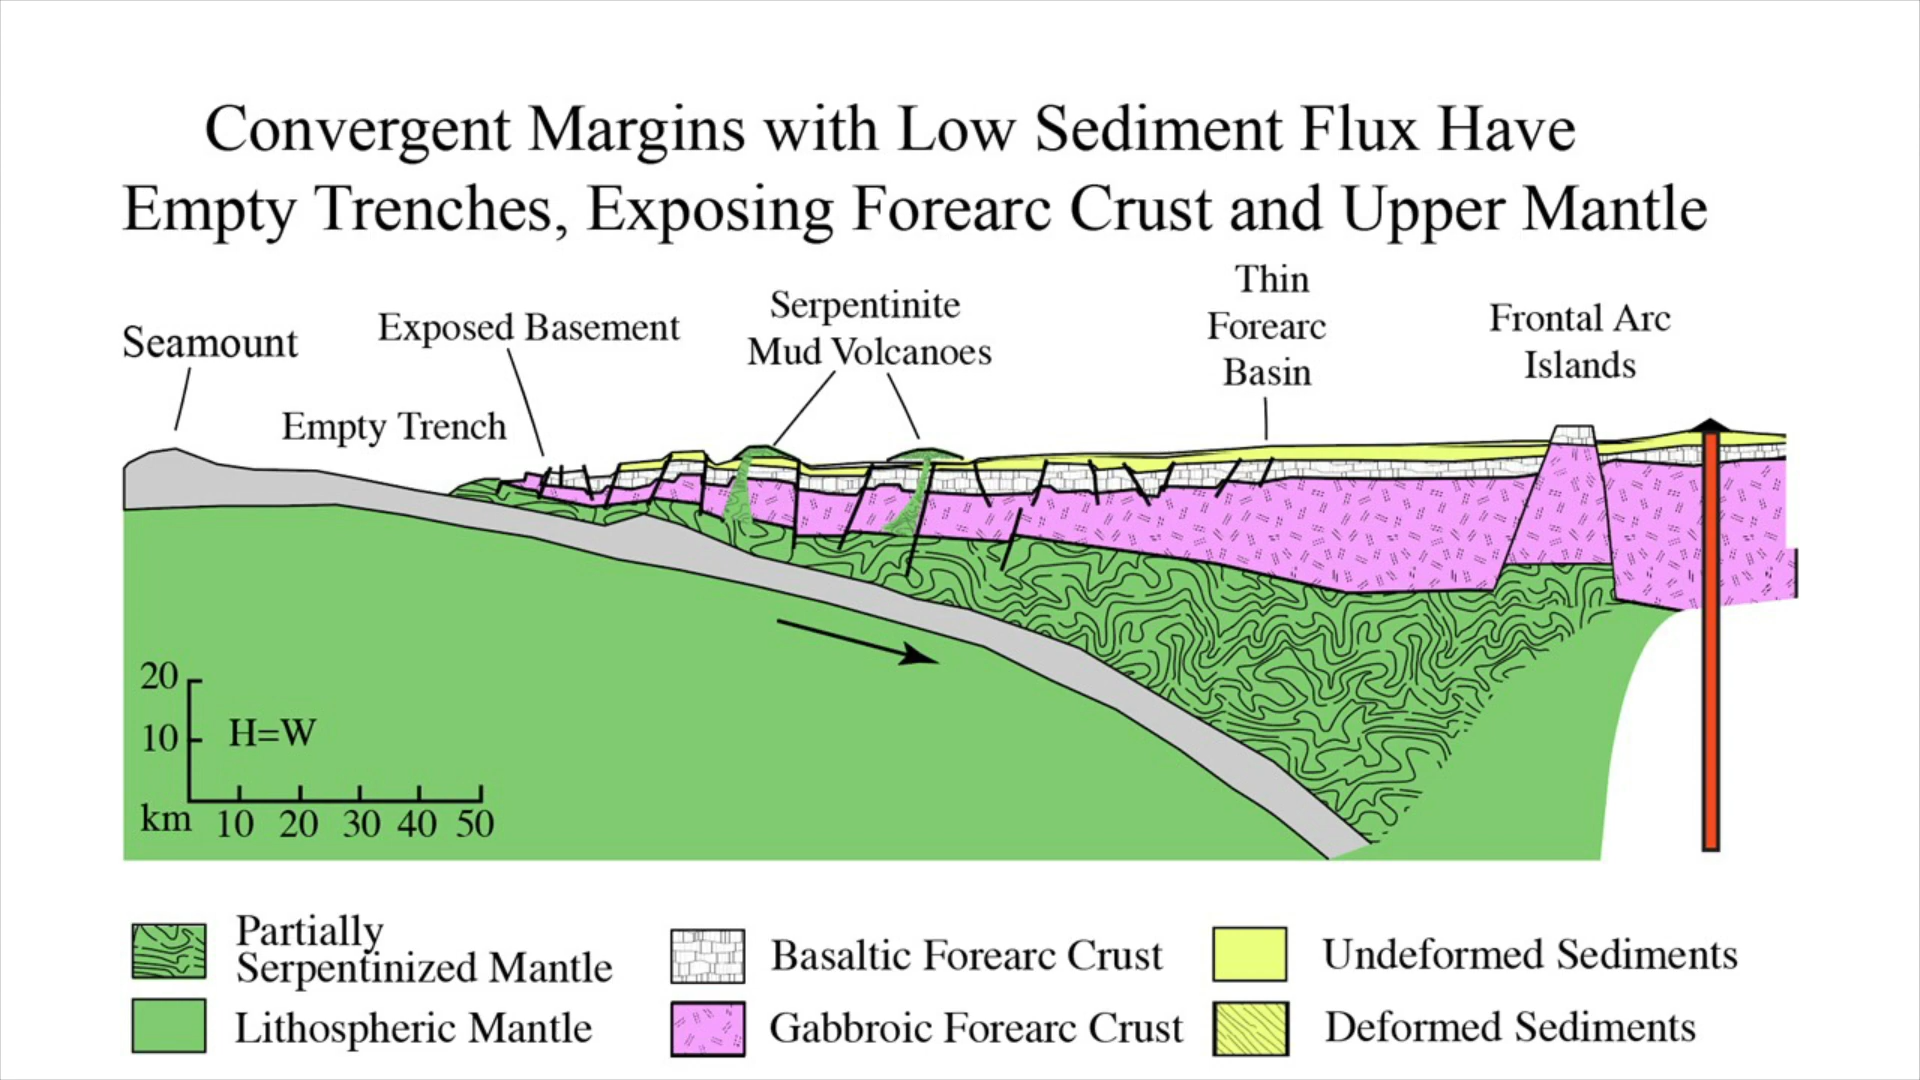 Convergent Margins with Low Sediment Flux Have
Empty Trenches, Exposing Forearc Crust and Upper Mantle
Seamount
Exposed Basement
Empty Trench
Serpentinite
Mud Volcanoes
Thin
Forearc
Basin
Frontal Arc
Islands
20
10
H=W
km 10 20 30 40 50
Partially
Serpentinized Mantle
Lithospheric Mantle
Basaltic Forearc Crust
Gabbroic Forearc Crust
Undeformed Sediments
Deformed Sediments